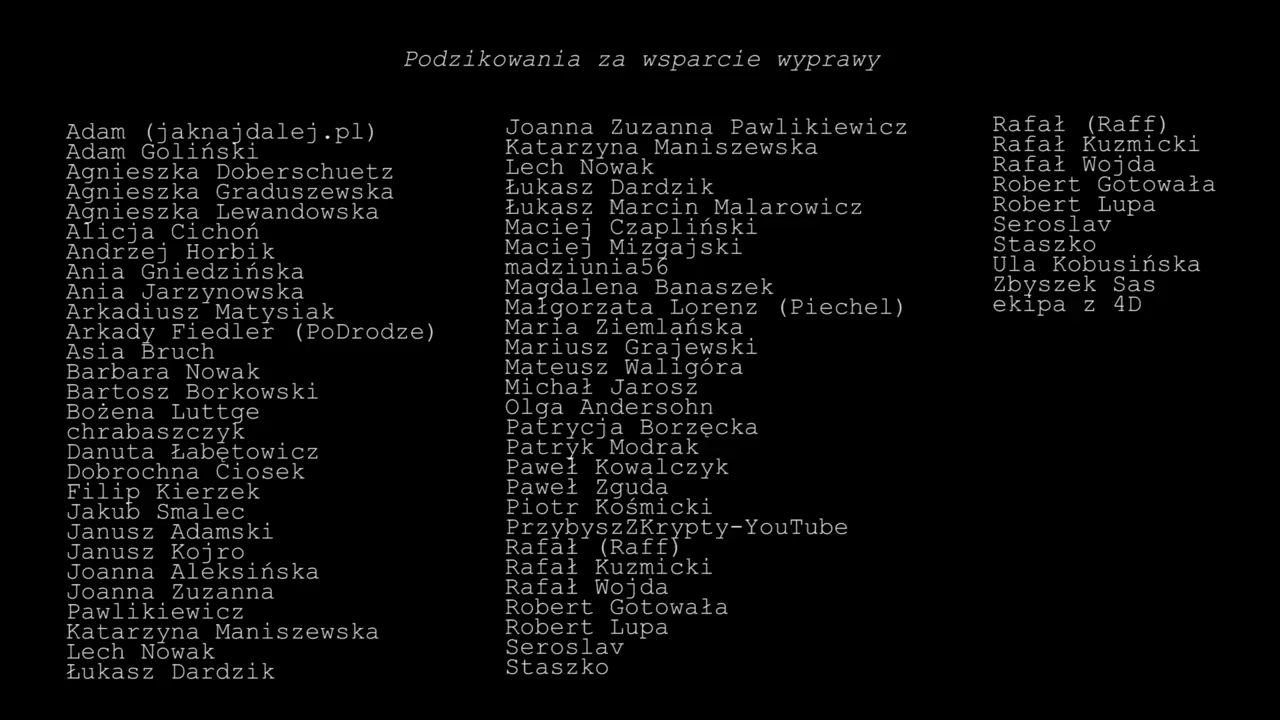 Podzikowania za wsparcie wyprawy
Adam (jaknajdalej.pl)
Adam Goliński
Agnieszka Doberschuetz
Agnieszka Graduszewska
Agnieszka Lewandowska
Alicja Cichoń
Andrzej Horbik
Ania Gniedzińska
Ania Jarzynowska
Arkadiusz Matysiak
Arkady Fiedler (PoDrodze)
Asia Bruch
Barbara Nowak
Bartosz Borkowski
Bożena Luttge
chrabaszczyk
Danuta Łabętowicz
Dobrochna Ciosek
Filip Kierzek
Jakub Smalec
Janusz Adamski
Janusz Kojro
Joanna Aleksińska
Joanna Zuzanna
Pawlikiewicz
Katarzyna Maniszewska
Lech Nowak
Łukasz Dardzik
Joanna Zuzanna Pawlikiewicz
Katarzyna Maniszewska
Lech Nowak
Łukasz Dardzik
Łukasz Marcin Malarowicz
Maciej Czapliński
Maciej Mizgajski
madziunia56
Magdalena Banaszek
Małgorzata Lorenz (Piechel)
Maria Ziemlańska
Mariusz Grajewski
Mateusz Waligóra
Michał Jarosz
Olga Andersohn
Patrycja Borzęcka
Patryk Modrak
Paweł Kowalczyk
Paweł Zguda
Piotr Kośmicki
PrzybyszZKrypty-YouTube
Rafał (Raff)
Rafał Kuzmicki
Rafał Wojda
Robert Gotowała
Robert Lupa
Seroslav
Staszko
Rafał (Raff)
Rafał Kuzmicki
Rafał Wojda
Robert Gotowała
Robert Lupa
Seroslav
Staszko
Ula Kobusińska
Zbyszek Sas
ekipa z 4D